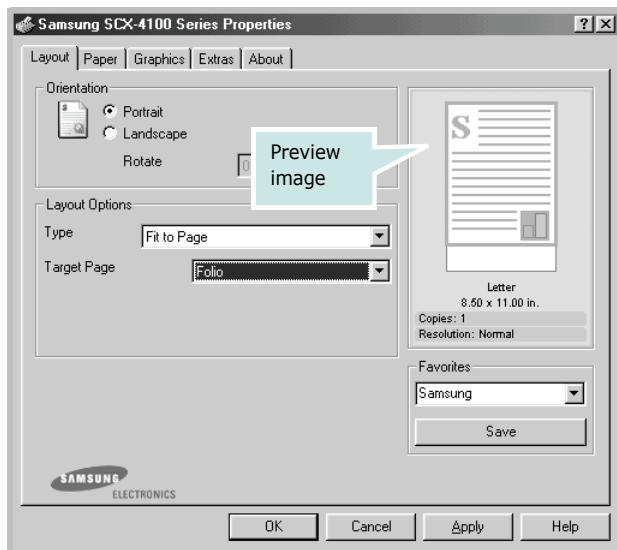 Samsung SCX-4100 Series Properties
Layout Paper Graphics Extras About
Orientation
S
Portrait
Landscape
Rotate
0
Preview
image
S
Layout Options
Type
Fit to Page
Target Page
Folio
Letter
8.50 x 11.00 in.
Copies: 1
Resolution: Normal
Favorites
Samsung
Save
SAMSUNG
ELECTRONICS
OK Cancel Apply Help